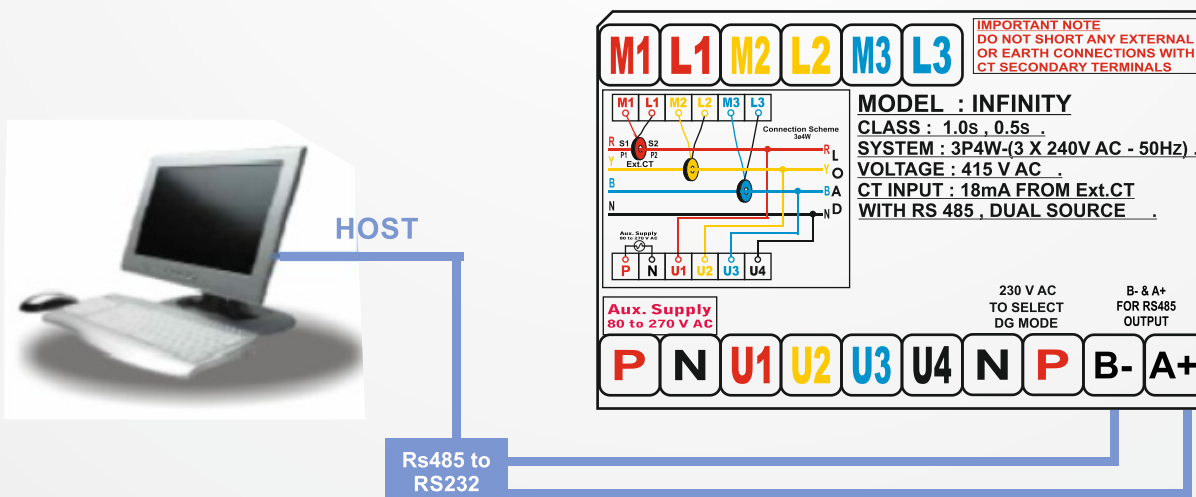 HOST
Rs485 to
RS232
M1 L1 M2 L2 M3 L3
IMPORTANT NOTE
DO NOT SHORT ANY EXTERNAL
OR EARTH CONNECTIONS WITH
CT SECONDARY TERMINALS
M1 L1 M2 L2 M3 L3
Connection Scheme
3ø4W
R S1 S2 R L
P1 P2
Ext.CT
Y Y O
B B A
N N D
Aux. Supply
80 to 270 V AC
P N U1 U2 U3 U4
MODEL : INFINITY
CLASS : 1.0s , 0.5s .
SYSTEM : 3P4W-(3 X 240V AC - 50Hz) .
VOLTAGE : 415 V AC .
CT INPUT : 18mA FROM Ext.CT
WITH RS 485 , DUAL SOURCE .
Aux. Supply
80 to 270 V AC
230 V AC
TO SELECT
DG MODE
B- & A+
FOR RS485
OUTPUT
P N U1 U2 U3 U4 N P B- A+